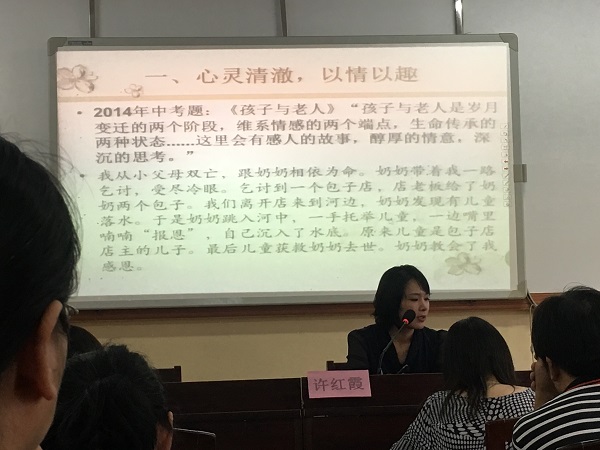 一、心灵清澈，以情以趣
2014年中考题：《孩子与老人》“孩子与老人是岁月
变迁的两个阶段，维系情感的两个端点，生命传承的
两种状态......这里会有感人的故事，醇厚的情意，深
沉的思考。”
我从小父母双亡，跟奶奶相依为命。奶奶带着我一路
乞讨，受尽冷眼。乞讨到一个包子店，店老板给了奶
奶两个包子。我们离开店来到河边，奶奶发现有儿童
落水。于是奶奶跳入河中，一手托举儿童，一边嘴里
喃喃“报恩”，自己沉入了水底。原来儿童是包子店
店主的儿子。最后儿童获救奶奶去世。奶奶教会了我
感恩。
许红霞